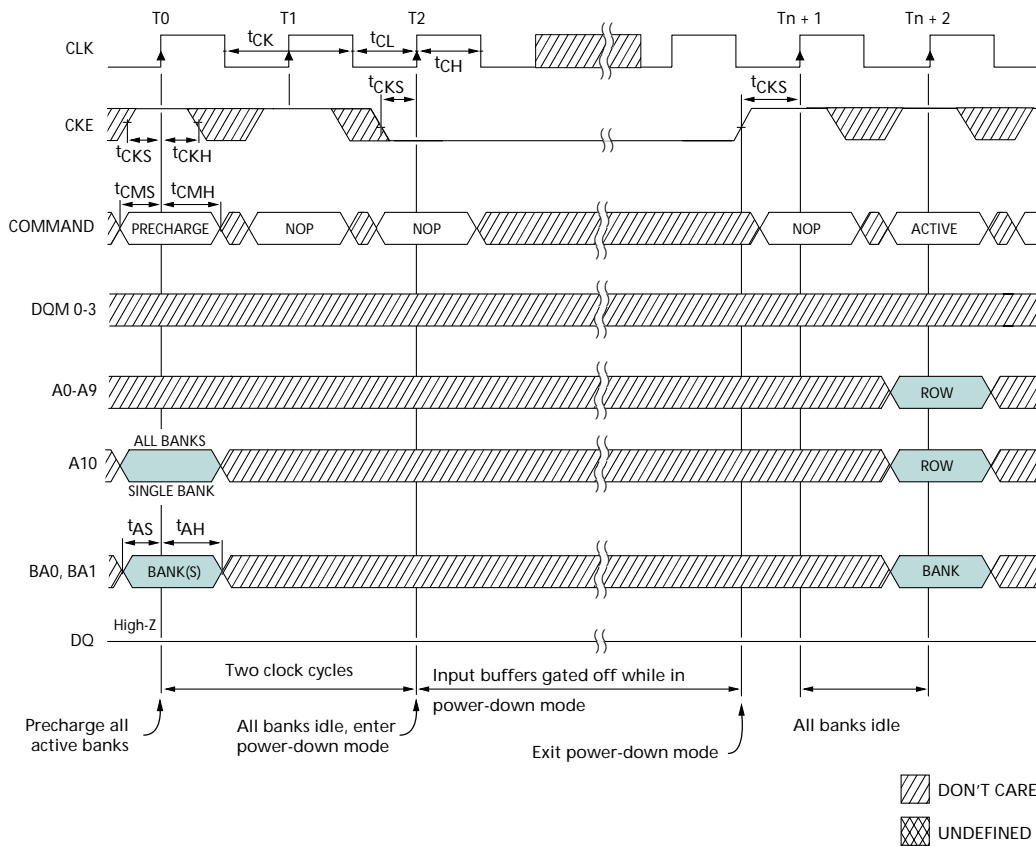 T0 T1 T2 Tn + 1 Tn + 2
CLK
tCK tCL tCH
tCKS tCKS
CKE
tCKS tCKH
tCMS tCMH
COMMAND PRECHARGE NOP NOP NOP ACTIVE
DQM 0-3
A0-A9 ROW
ALL BANKS
A10 ROW
SINGLE BANK
tAS tAH
BA0, BA1 BANK(S) BANK
High-Z
DQ
Two clock cycles
Input buffers gated off while in
power-down mode
Precharge all
active banks
All banks idle, enter
power-down mode
Exit power-down mode
All banks idle
DON'T CARE
UNDEFINED